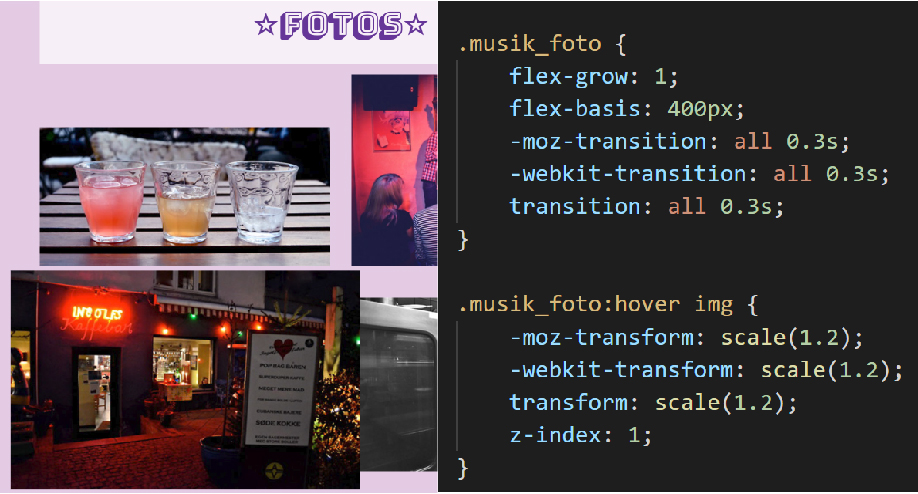 ☆FOTOS☆
INGOLFS
Kaffebar
.musik_foto {
flex-grow: 1;
flex-basis: 400px;
-moz-transition: all 0.3s;
-webkit-transition: all 0.3s;
transition: all 0.3s;
}
.musik_foto:hover img {
-moz-transform: scale(1.2);
-webkit-transform: scale(1.2);
transform: scale(1.2);
z-index: 1;
}